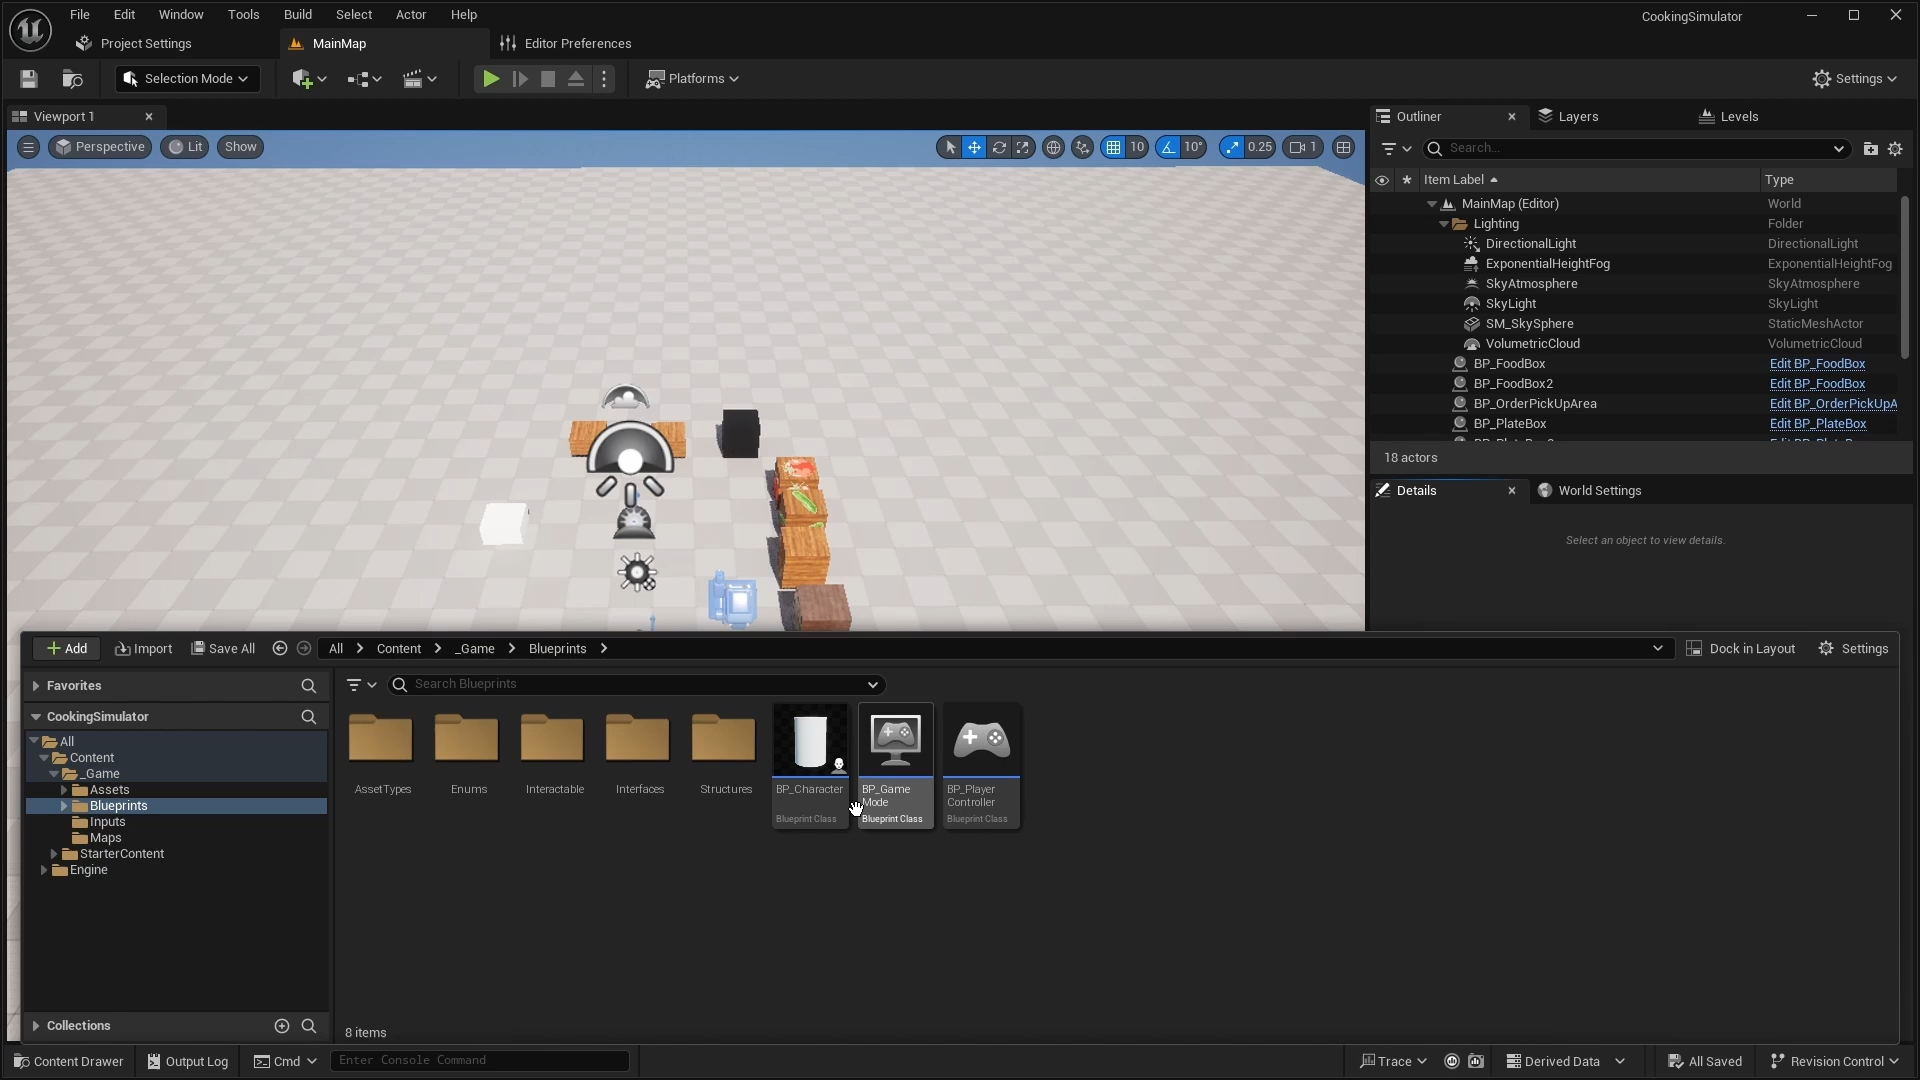 File Edit Window Tools Build Select Actor Help
CookingSimulator
Project Settings
MainMap
Editor Preferences
Selection Mode
Platforms
Settings
Viewport 1
Outliner
Layers
Levels
Perspective
Lit
Show
10
10°
0.25
1
Search...
Item Label
Type
MainMap (Editor)
World
Lighting
Folder
DirectionalLight
DirectionalLight
ExponentialHeightFog
ExponentialHeightFog
SkyAtmosphere
SkyAtmosphere
SkyLight
SkyLight
SM_SkySphere
StaticMeshActor
VolumetricCloud
VolumetricCloud
BP_FoodBox
Edit BP_FoodBox
BP_FoodBox2
Edit BP_FoodBox
BP_OrderPickUpArea
Edit BP_OrderPickUpA
BP_PlateBox
Edit BP_PlateBox
18 actors
Details
World Settings
Select an object to view details.
Add
Import
Save All
All
Content
_Game
Blueprints
Dock in Layout
Settings
Favorites
Search Blueprints
CookingSimulator
All
Content
_Game
Assets
Blueprints
Inputs
Maps
StarterContent
Engine
AssetTypes
Enums
Interactable
Interfaces
Structures
BP_Character
Blueprint Class
BP_Game
Mode
Blueprint Class
BP_Player
Controller
Blueprint Class
Collections
8 items
Content Drawer
Output Log
Cmd
Enter Console Command
Trace
Derived Data
All Saved
Revision Control